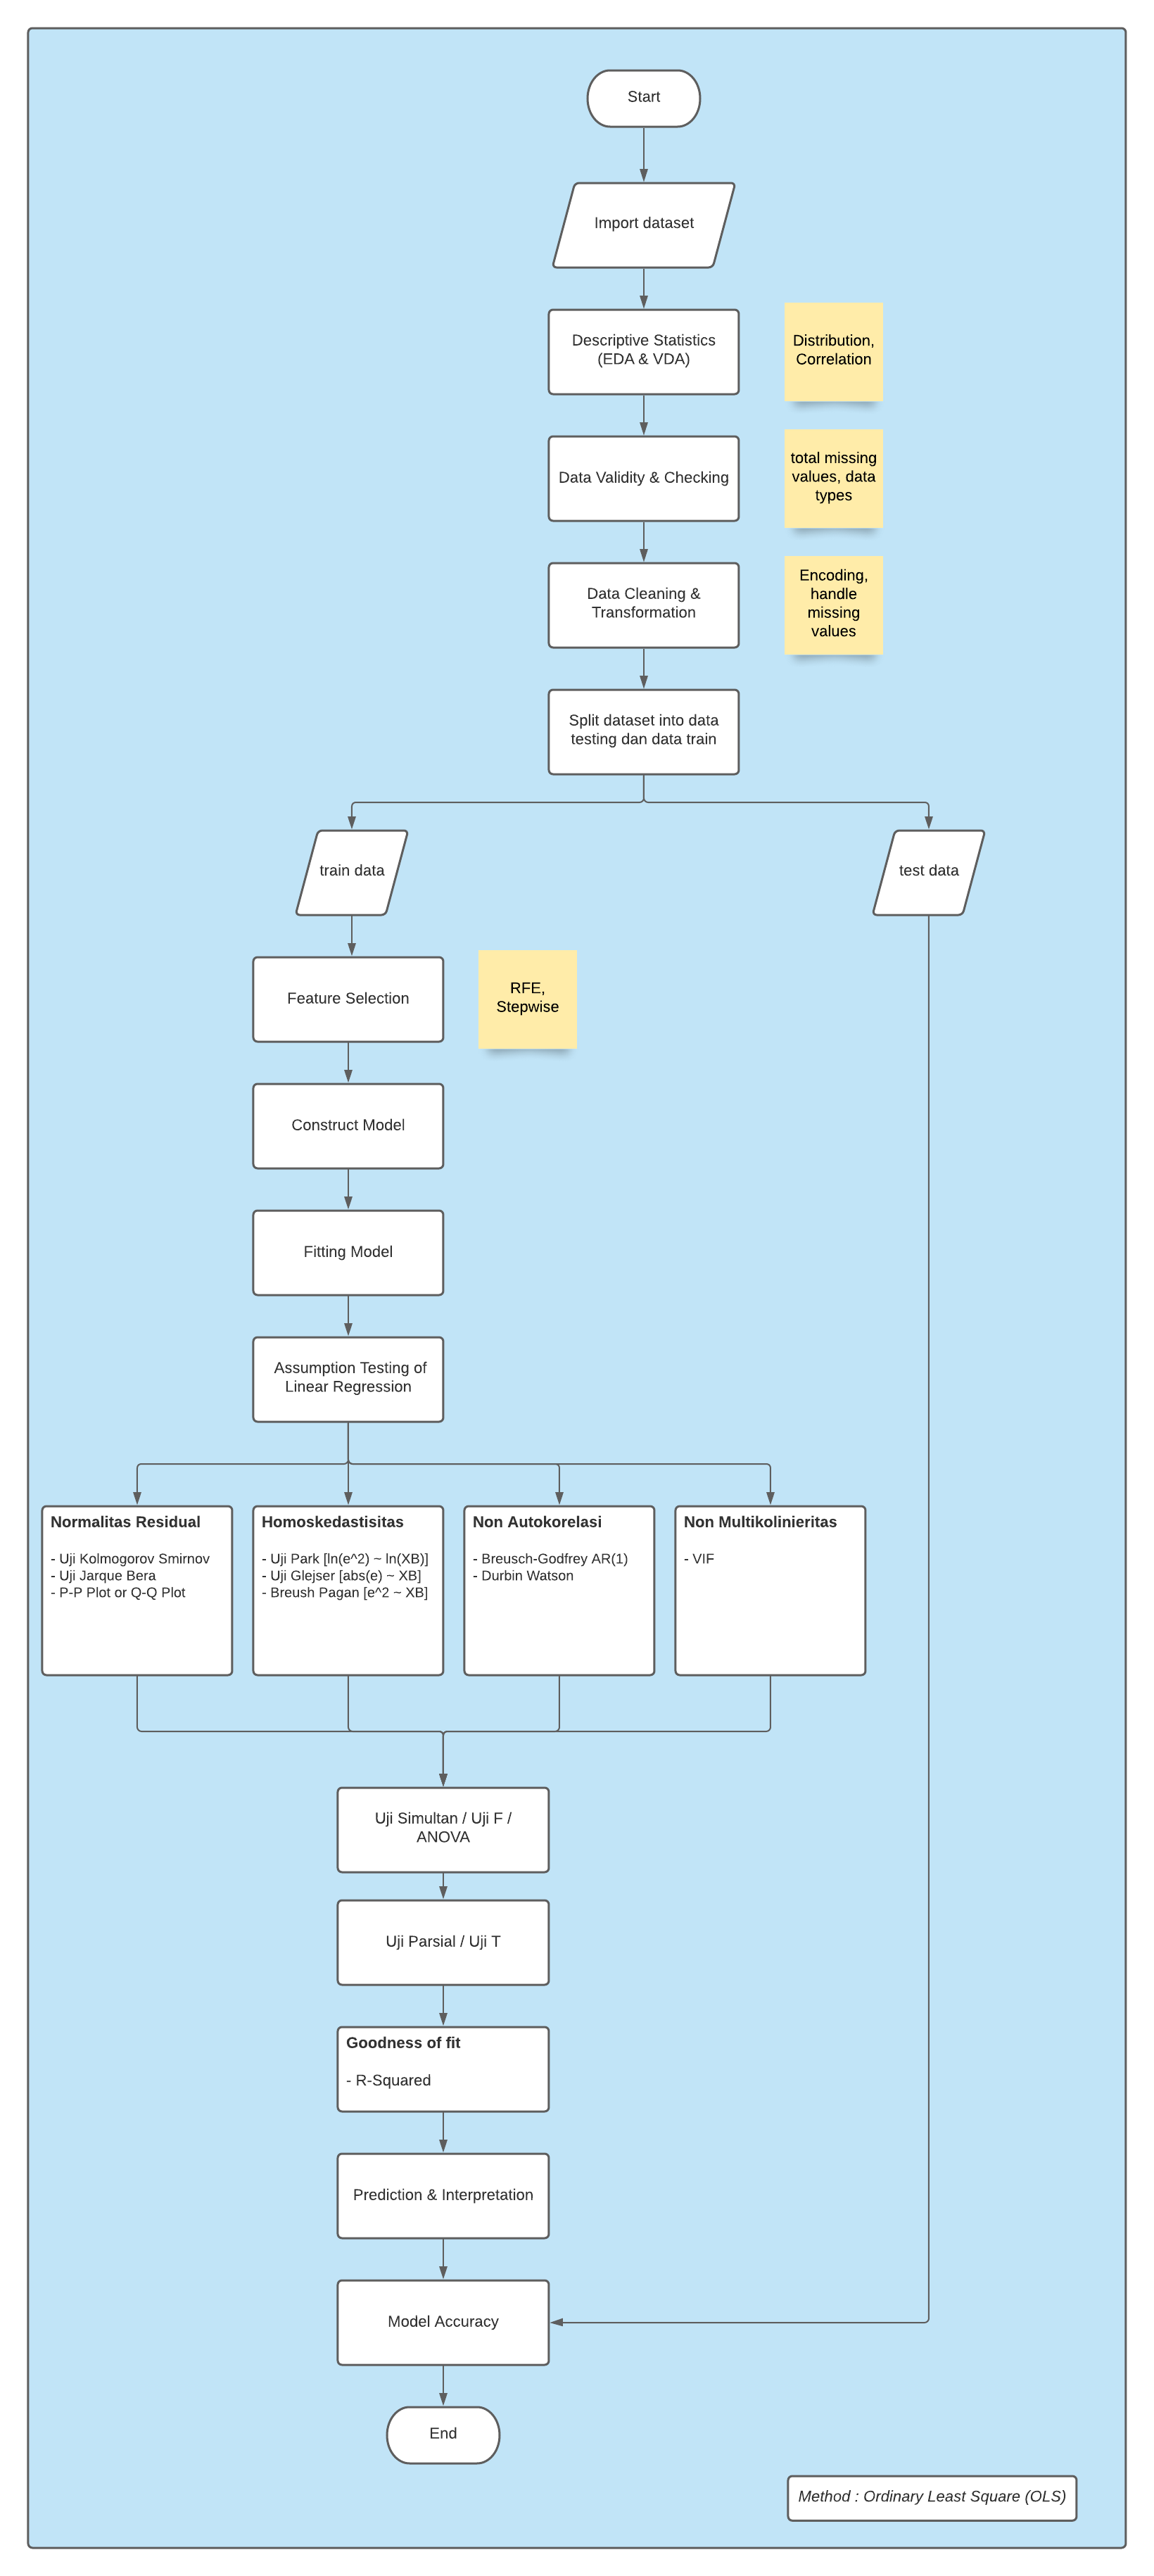 Start
Import dataset
Descriptive Statistics
(EDA & VDA)
Distribution,
Correlation
Data Validity & Checking
total missing
values, data
types
Data Cleaning &
Transformation
Encoding,
handle
missing
values
Split dataset into data
testing dan data train
train data
test data
Feature Selection
RFE,
Stepwise
Construct Model
Fitting Model
Assumption Testing of
Linear Regression
Normalitas Residual
- Uji Kolmogorov Smirnov
- Uji Jarque Bera
- P-P Plot or Q-Q Plot
Homoskedastisitas
- Uji Park [ln(e^2) ~ ln(XB)]
- Uji Glejser [abs(e) ~ XB]
- Breush Pagan [e^2 ~ XB]
Non Autokorelasi
- Breusch-Godfrey AR(1)
- Durbin Watson
Non Multikolinieritas
- VIF
Uji Simultan / Uji F /
ANOVA
Uji Parsial / Uji T
Goodness of fit
- R-Squared
Prediction & Interpretation
Model Accuracy
End
Method : Ordinary Least Square (OLS)